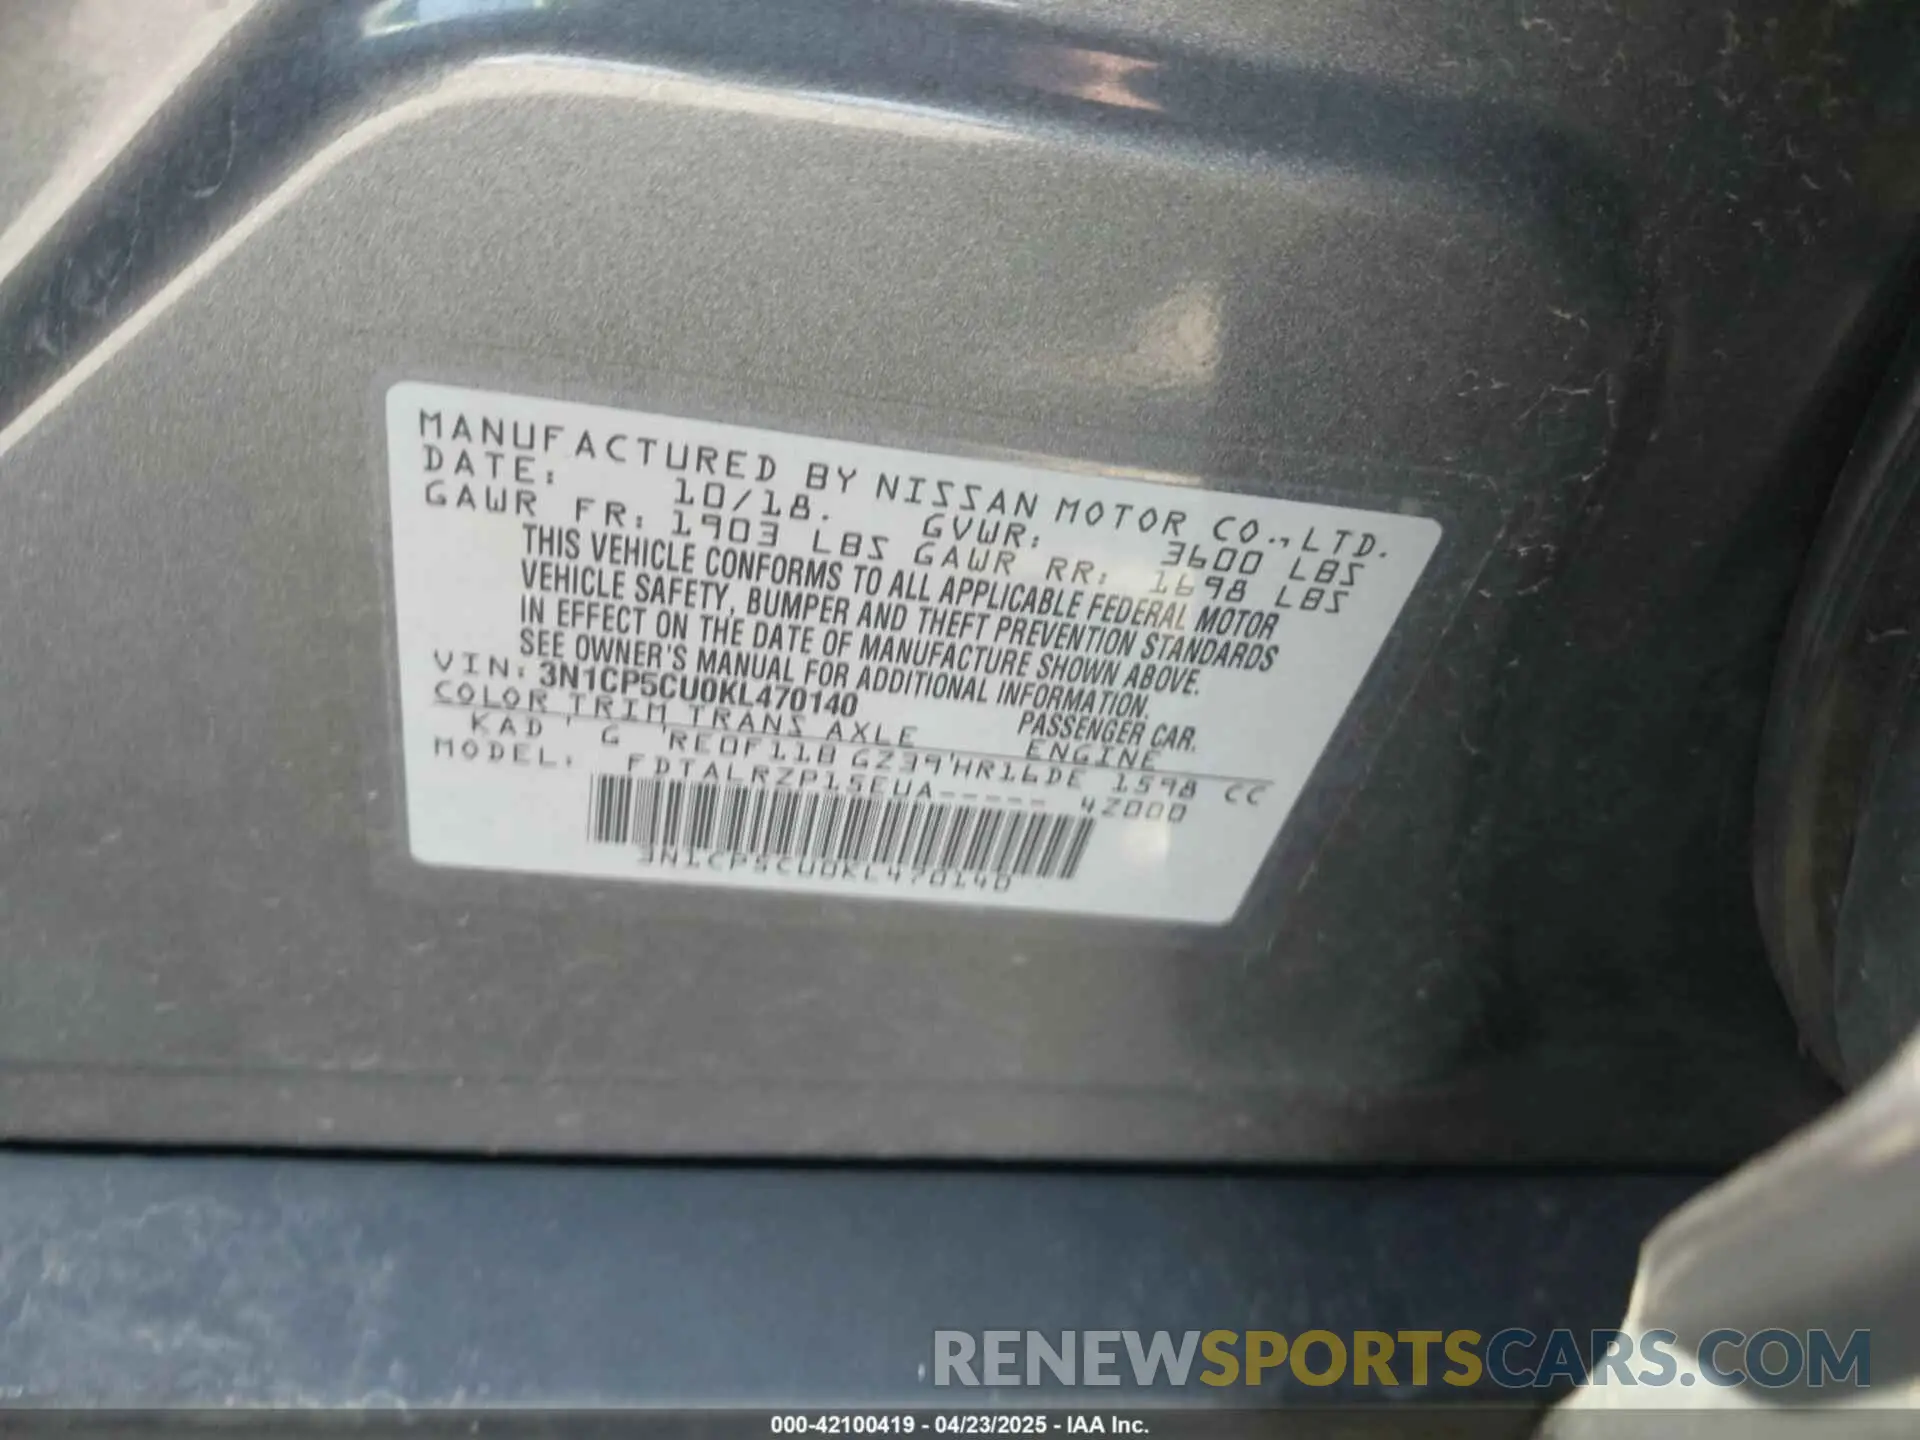 MANUFACTURED BY NISSAN MOTOR CO., LTD.
DATE: 10/18. GVWR: 3600 LBS
GAWR FR: 1903 LBS GAWR RR: 1698 LBS
THIS VEHICLE CONFORMS TO ALL APPLICABLE FEDERAL MOTOR
VEHICLE SAFETY, BUMPER AND THEFT PREVENTION STANDARDS
IN EFFECT ON THE DATE OF MANUFACTURE SHOWN ABOVE.
SEE OWNER'S MANUAL FOR ADDITIONAL INFORMATION.
VIN: 3N1CP5CU0KL470140 PASSENGER CAR.
COLOR TRIM TRANS AXLE ENGINE
KAD ' G 'RE0F11B GZ39'HR16DE 1598 CC
MODEL: FDTALRZP15EUA----- 4Z000
3N1CP5CU0KL470140
RENEWSPORTSCARS.COM
000-42100419 - 04/23/2025 - IAA Inc.